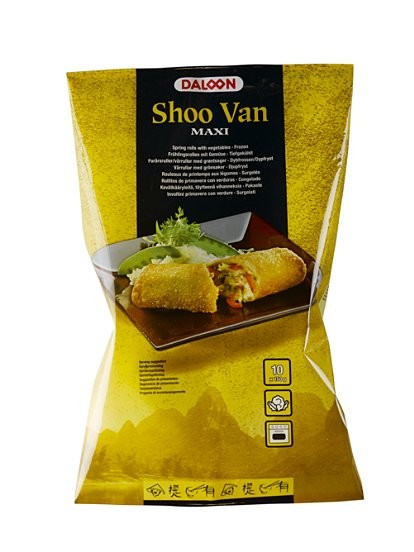 DALOON
Shoo Van
MAXI
Spring rolls with vegetables - Frozen
Frühlingsrollen mit Gemüse - Tiefgekühlt
Forårsruller/vårruller med grøntsager - Dybfrossen/Dypfryst
Vårrullar med grönsaker - Djupfryst
Rouleaux de printemps aux légumes - Surgelés
Rollitos de primavera con verduras - Congelado
Kevätkääryleitä, täytteenä vihanneksia - Pakaste
Involtini primavera con verdure - Surgelati
Serving suggestion
10